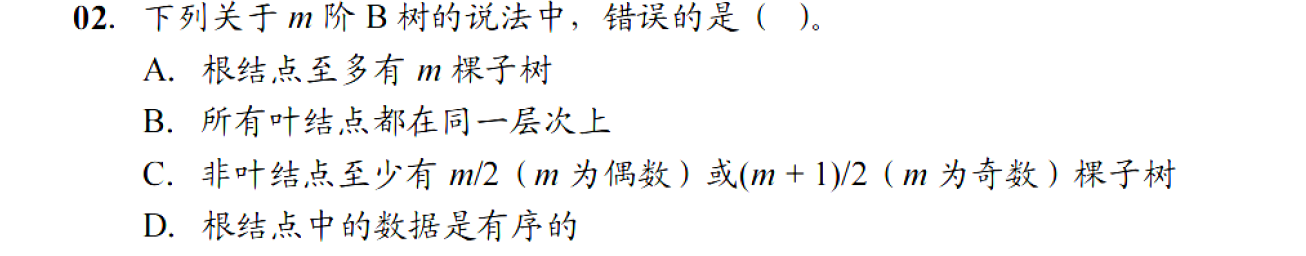 02. 下列关于 m 阶 B 树的说法中，错误的是（ ）。
A. 根结点至多有 m 棵子树
B. 所有叶结点都在同一层次上
C. 非叶结点至少有 m/2（m 为偶数）或(m + 1)/2（m 为奇数）棵子树
D. 根结点中的数据是有序的